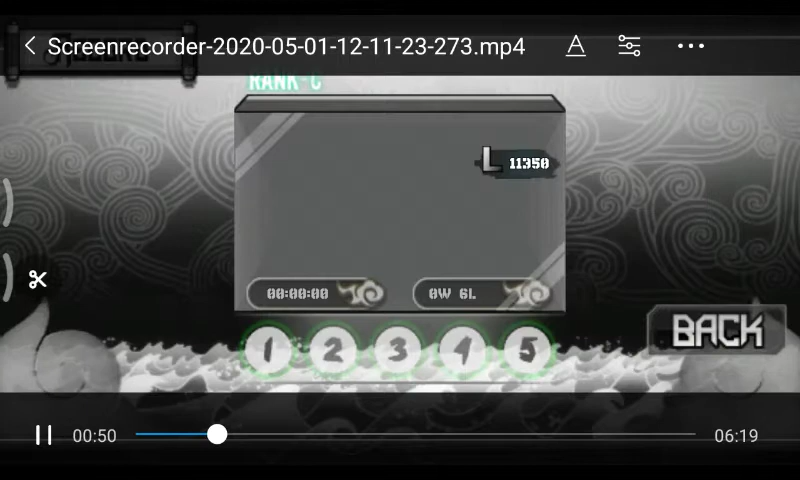 Screenrecorder-2020-05-01-12-11-23-273.mp4
RANK-C
L 11350
00:00:00
0W 6L
1 2 3 4 5
BACK
00:50
06:19